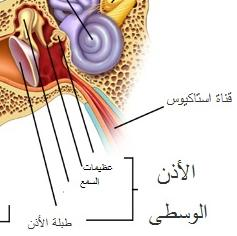 قناة استاكيوس
عظيمات
السمع
الأذن
الوسطى
طبلة الأذن